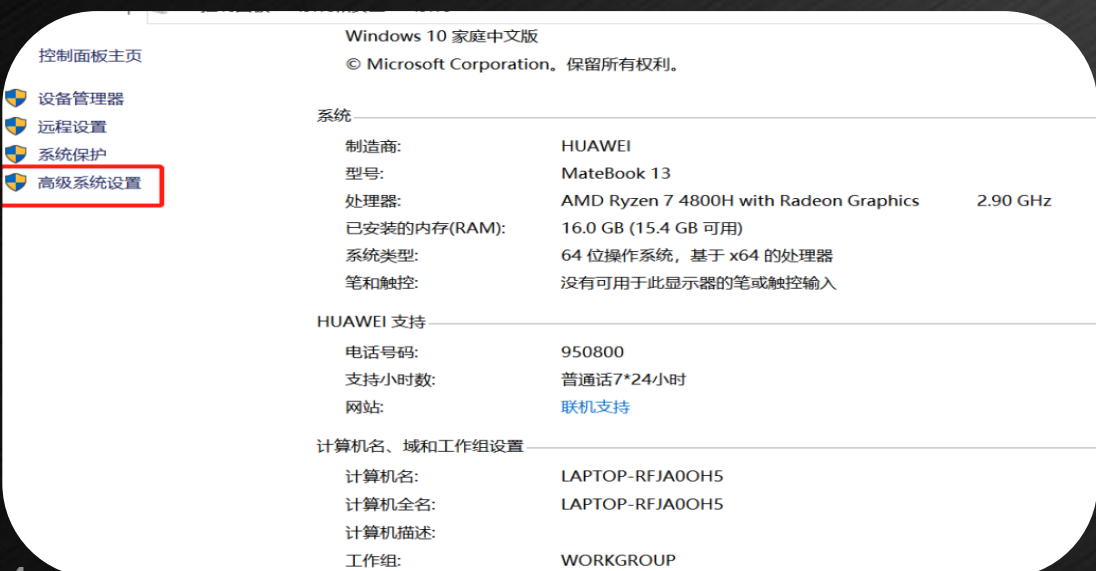 控制面板主页
设备管理器
远程设置
系统保护
高级系统设置
Windows 10 家庭中文版
© Microsoft Corporation。保留所有权利。
系统
制造商: HUAWEI
型号: MateBook 13
处理器: AMD Ryzen 7 4800H with Radeon Graphics 2.90 GHz
已安装的内存(RAM): 16.0 GB (15.4 GB 可用)
系统类型: 64 位操作系统，基于 x64 的处理器
笔和触控: 没有可用于此显示器的笔或触控输入
HUAWEI 支持
电话号码: 950800
支持小时数: 普通话7*24小时
网站: 联机支持
计算机名、域和工作组设置
计算机名: LAPTOP-RFJA0OH5
计算机全名: LAPTOP-RFJA0OH5
计算机描述:
工作组: WORKGROUP